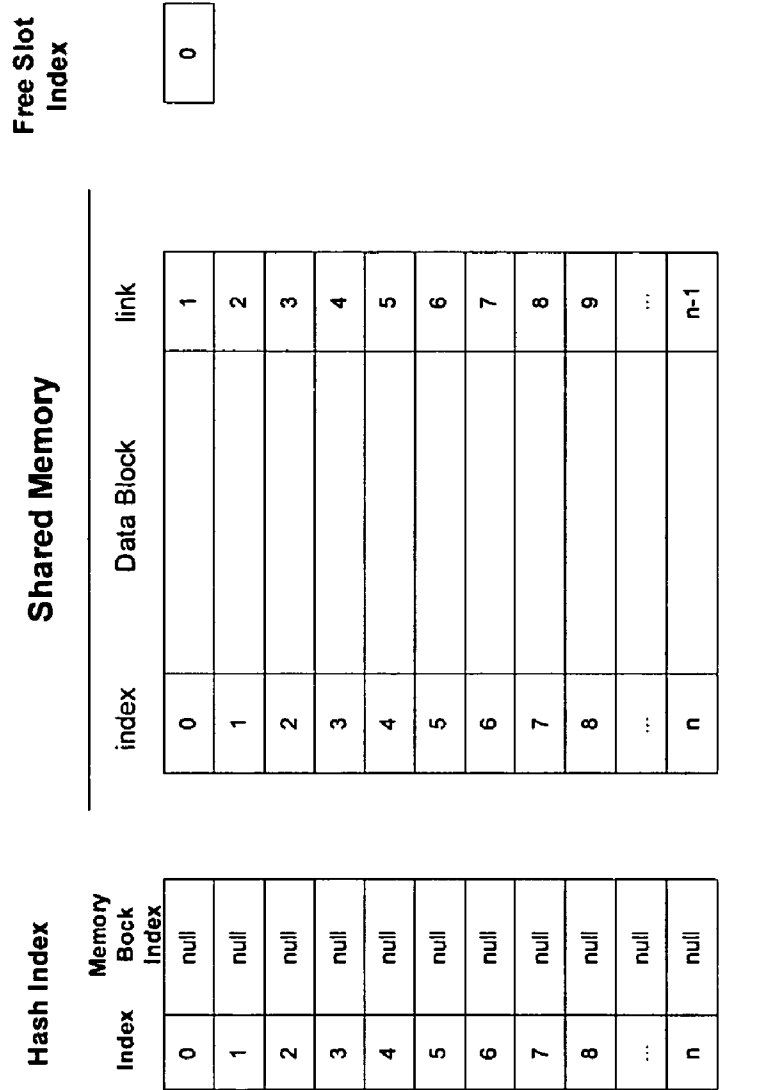 Hash Index
Index Memory Bock Index
0 null
1 null
2 null
3 null
4 null
5 null
6 null
7 null
8 null
... null
n null
Shared Memory
index Data Block link
0 1
1 2
2 3
3 4
4 5
5 6
6 7
7 8
8 9
... ...
n n-1
Free Slot
Index
0